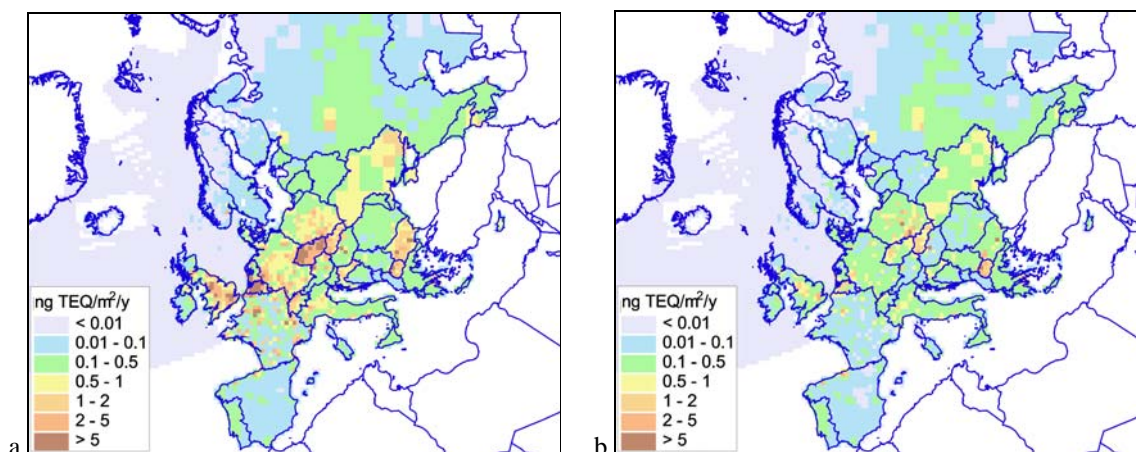 ng TEQ/m²/y
< 0.01
0.01 - 0.1
0.1 - 0.5
0.5 - 1
1 - 2
2 - 5
> 5
a
ng TEQ/m²/y
< 0.01
0.01 - 0.1
0.1 - 0.5
0.5 - 1
1 - 2
2 - 5
> 5
b